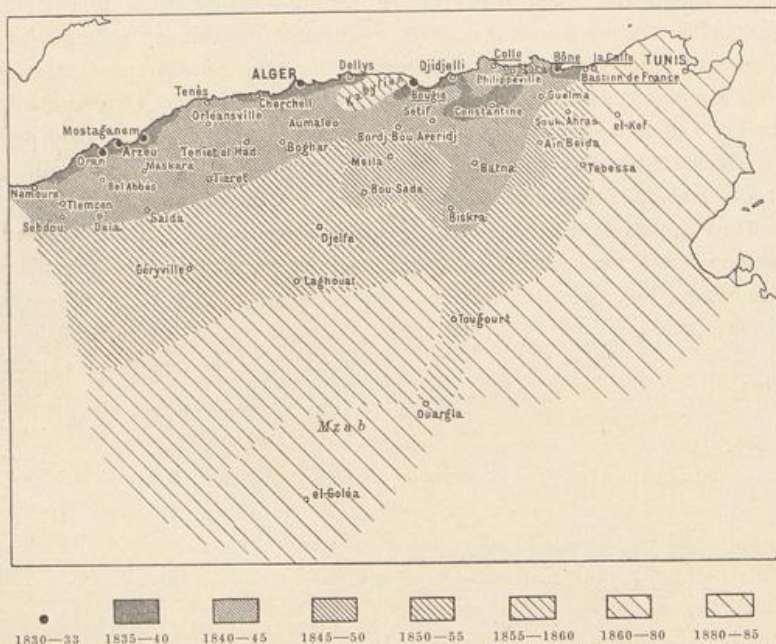 Collo Bône la Calle TUNIS
Dellys Djidjelli Stora
ALGER Philippeville Bastion de France
Kabylien Bougie
Tenès Cherchell Guelma
Orléansville Aumale Sétif Constantine Souk Ahras el-Kef
Mostaganem Bordj Bou Areridj
Arzeu Teniet el Had Boghar Aïn Beida
Oran Maskara Msila Batna Tebessa
Bel Abbès Tiaret Bou Sada
Nemours Tlemcen
Sebdou Daia Saida Biskra
Djelfa
Géryville Laghouat
Tougourt
Ouargla
Mzab
el-Goléa
1830—33 1835—40 1840—45 1845—50 1850—55 1855—1860 1860—80 1880—85